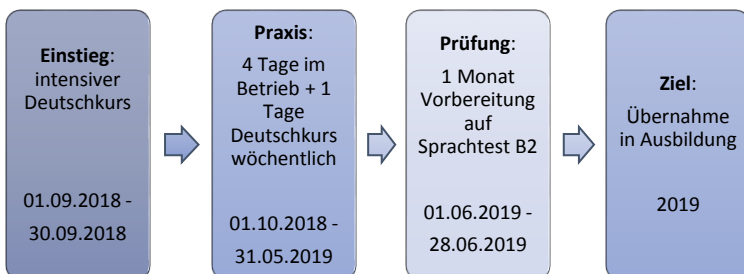 Einstieg:
intensiver
Deutschkurs
01.09.2018 -
30.09.2018
Praxis:
4 Tage im
Betrieb + 1
Tage
Deutschkurs
wöchentlich
01.10.2018 -
31.05.2019
Prüfung:
1 Monat
Vorbereitung
auf
Sprachtest B2
01.06.2019 -
28.06.2019
Ziel:
Übernahme
in Ausbildung
2019